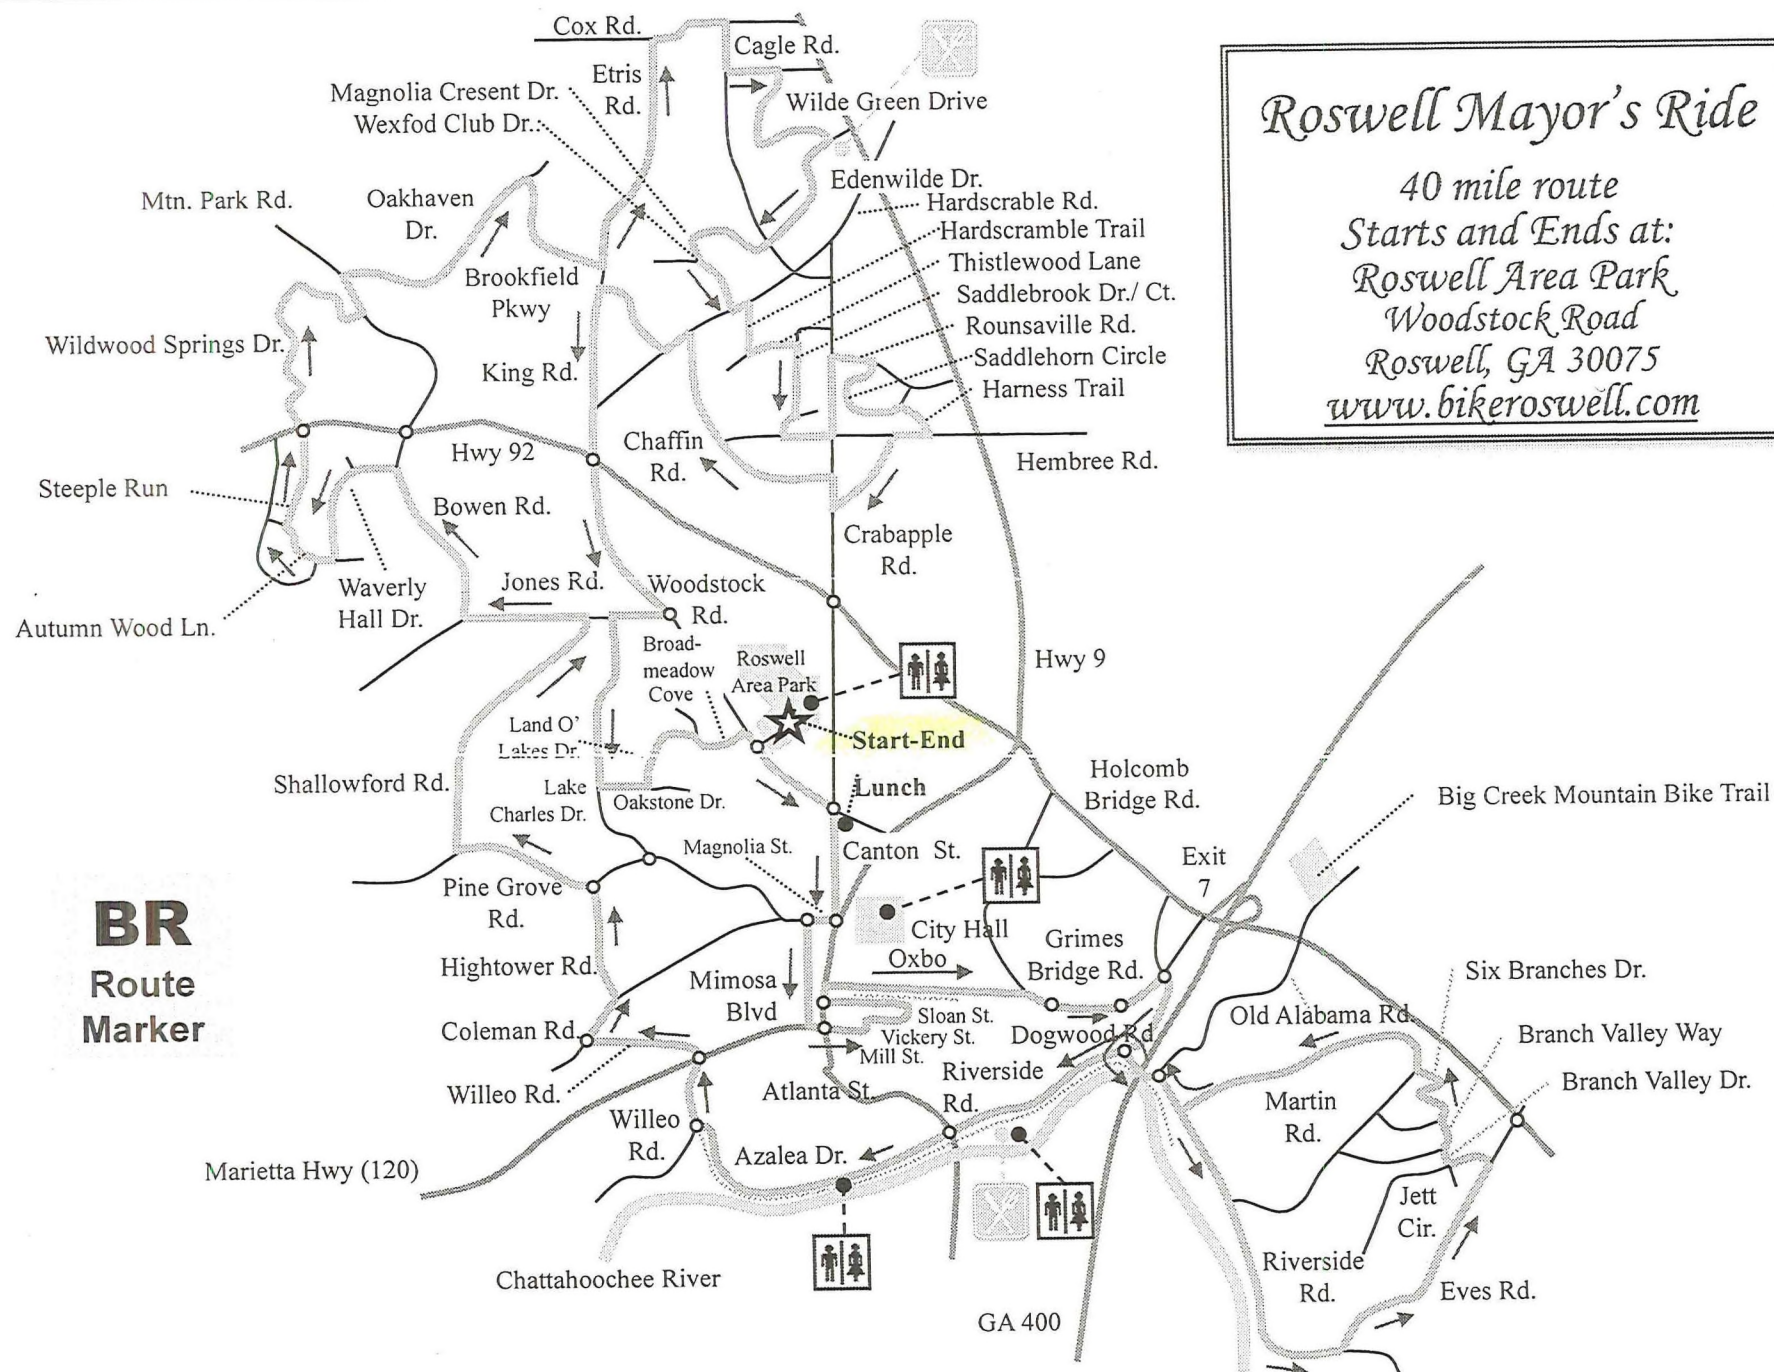 Cox Rd.
Cagle Rd.
Etris
Rd.
Magnolia Cresent Dr.
Wexfod Club Dr.
Wilde Green Drive
Roswell Mayor's Ride
40 mile route
Starts and Ends at:
Roswell Area Park
Woodstock Road
Roswell, GA 30075
www.bikeroswell.com
Mtn. Park Rd.
Oakhaven
Dr.
Edenwilde Dr.
Hardscrable Rd.
Hardscramble Trail
Thistlewood Lane
Saddlebrook Dr./ Ct.
Rounsaville Rd.
Saddlehorn Circle
Harness Trail
Brookfield
Pkwy
Wildwood Springs Dr.
King Rd.
Hwy 92
Chaffin
Rd.
Hembree Rd.
Steeple Run
Bowen Rd.
Crabapple
Rd.
Autumn Wood Ln.
Waverly
Hall Dr.
Jones Rd.
Woodstock
Rd.
Broad-
meadow
Cove
Roswell
Area Park
Hwy 9
Land O'
Lakes Dr.
Start-End
Shallowford Rd.
Lake
Charles Dr.
Oakstone Dr.
Lunch
Holcomb
Bridge Rd.
Big Creek Mountain Bike Trail
Magnolia St.
Canton St.
Exit
7
Pine Grove
Rd.
BR
Route
Marker
City Hall
Oxbo
Grimes
Bridge Rd.
Hightower Rd.
Mimosa
Blvd
Six Branches Dr.
Coleman Rd.
Sloan St.
Vickery St.
Mill St.
Dogwood Rd
Old Alabama Rd.
Branch Valley Way
Branch Valley Dr.
Willeo Rd.
Atlanta St.
Riverside
Rd.
Martin
Rd.
Willeo
Rd.
Azalea Dr.
Marietta Hwy (120)
Jett
Cir.
Riverside
Rd.
Eves Rd.
Chattahoochee River
GA 400